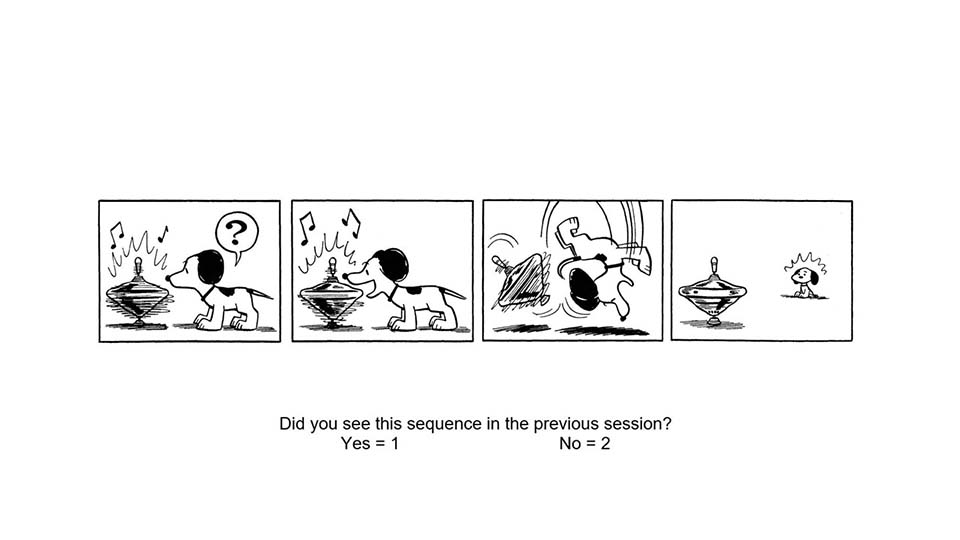 ?
Did you see this sequence in the previous session?
Yes = 1 No = 2